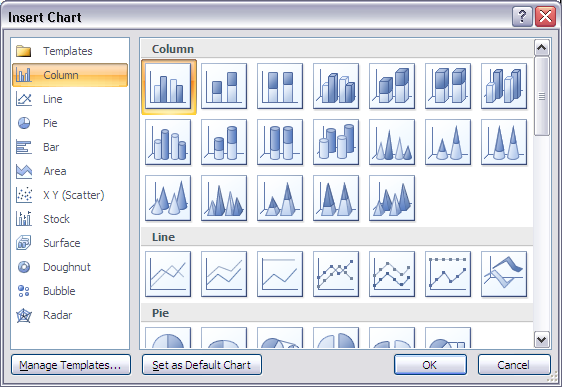 Insert Chart
Templates
Column
Line
Pie
Bar
Area
X Y (Scatter)
Stock
Surface
Doughnut
Bubble
Radar
Column
Line
Pie
Manage Templates...
Set as Default Chart
OK
Cancel